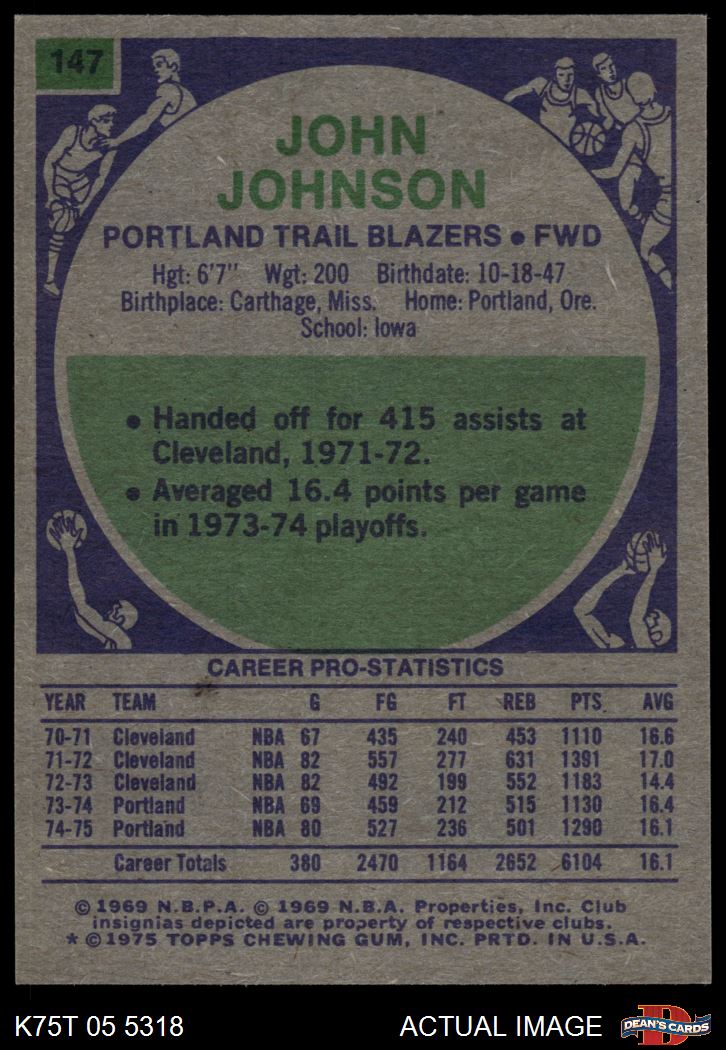 147
JOHN
JOHNSON
PORTLAND TRAIL BLAZERS • FWD
Hgt: 6'7" Wgt: 200 Birthdate: 10-18-47
Birthplace: Carthage, Miss. Home: Portland, Ore.
School: Iowa
• Handed off for 415 assists at
Cleveland, 1971-72.
• Averaged 16.4 points per game
in 1973-74 playoffs.
CAREER PRO-STATISTICS
YEAR TEAM G FG FT REB PTS. AVG
70-71 Cleveland NBA 67 435 240 453 1110 16.6
71-72 Cleveland NBA 82 557 277 631 1391 17.0
72-73 Cleveland NBA 82 492 199 552 1183 14.4
73-74 Portland NBA 69 459 212 515 1130 16.4
74-75 Portland NBA 80 527 236 501 1290 16.1
Career Totals 380 2470 1164 2652 6104 16.1
© 1969 N.B.P.A. © 1969 N.B.A. Properties, Inc. Club
insignias depicted are property of respective clubs.
* © 1975 TOPPS CHEWING GUM, INC. PRTD. IN U.S.A.
K75T 05 5318 ACTUAL IMAGE
D
DEAN'S CARDS